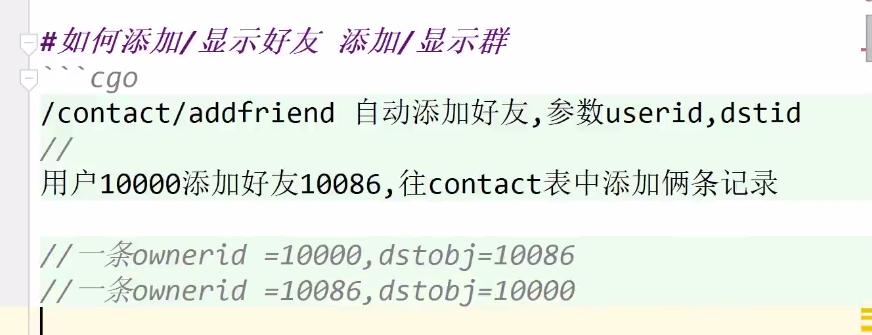 #如何添加/显示好友 添加/显示群
```cgo
/contact/addfriend 自动添加好友,参数userid,dstid
//
用户10000添加好友10086,往contact表中添加俩条记录
//一条ownerid =10000,dstobj=10086
//一条ownerid =10086,dstobj=10000